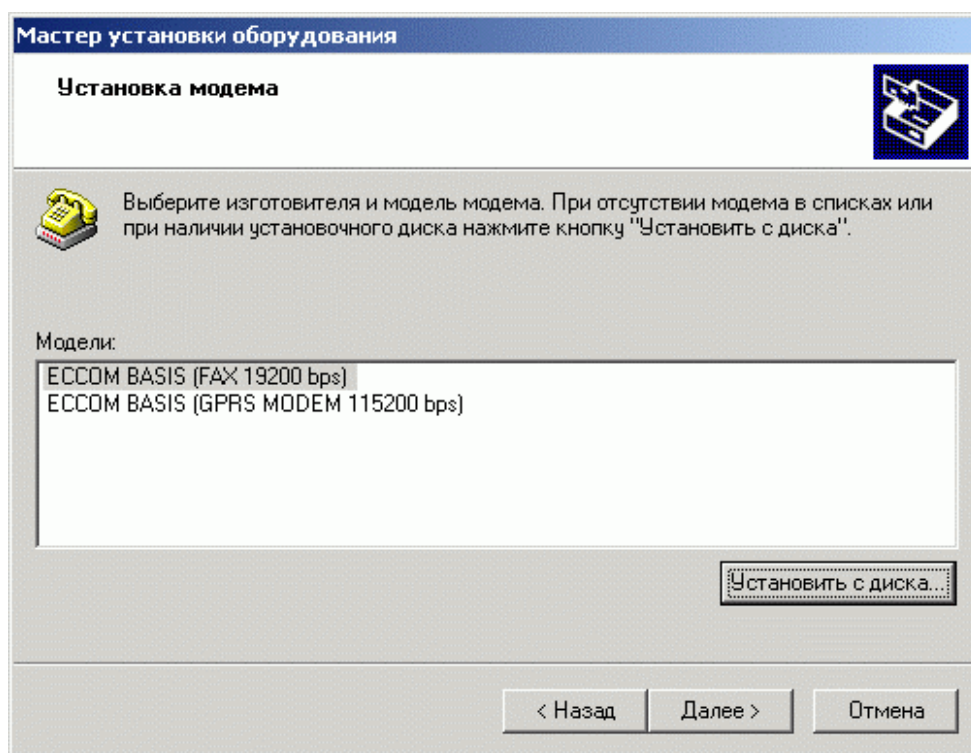 Мастер установки оборудования
Установка модема
Выберите изготовителя и модель модема. При отсутствии модема в списках или
при наличии установочного диска нажмите кнопку "Установить с диска".
Модели:
ECCOM BASIS (FAX 19200 bps)
ECCOM BASIS (GPRS MODEM 115200 bps)
Установить с диска...
< Назад
Далее >
Отмена